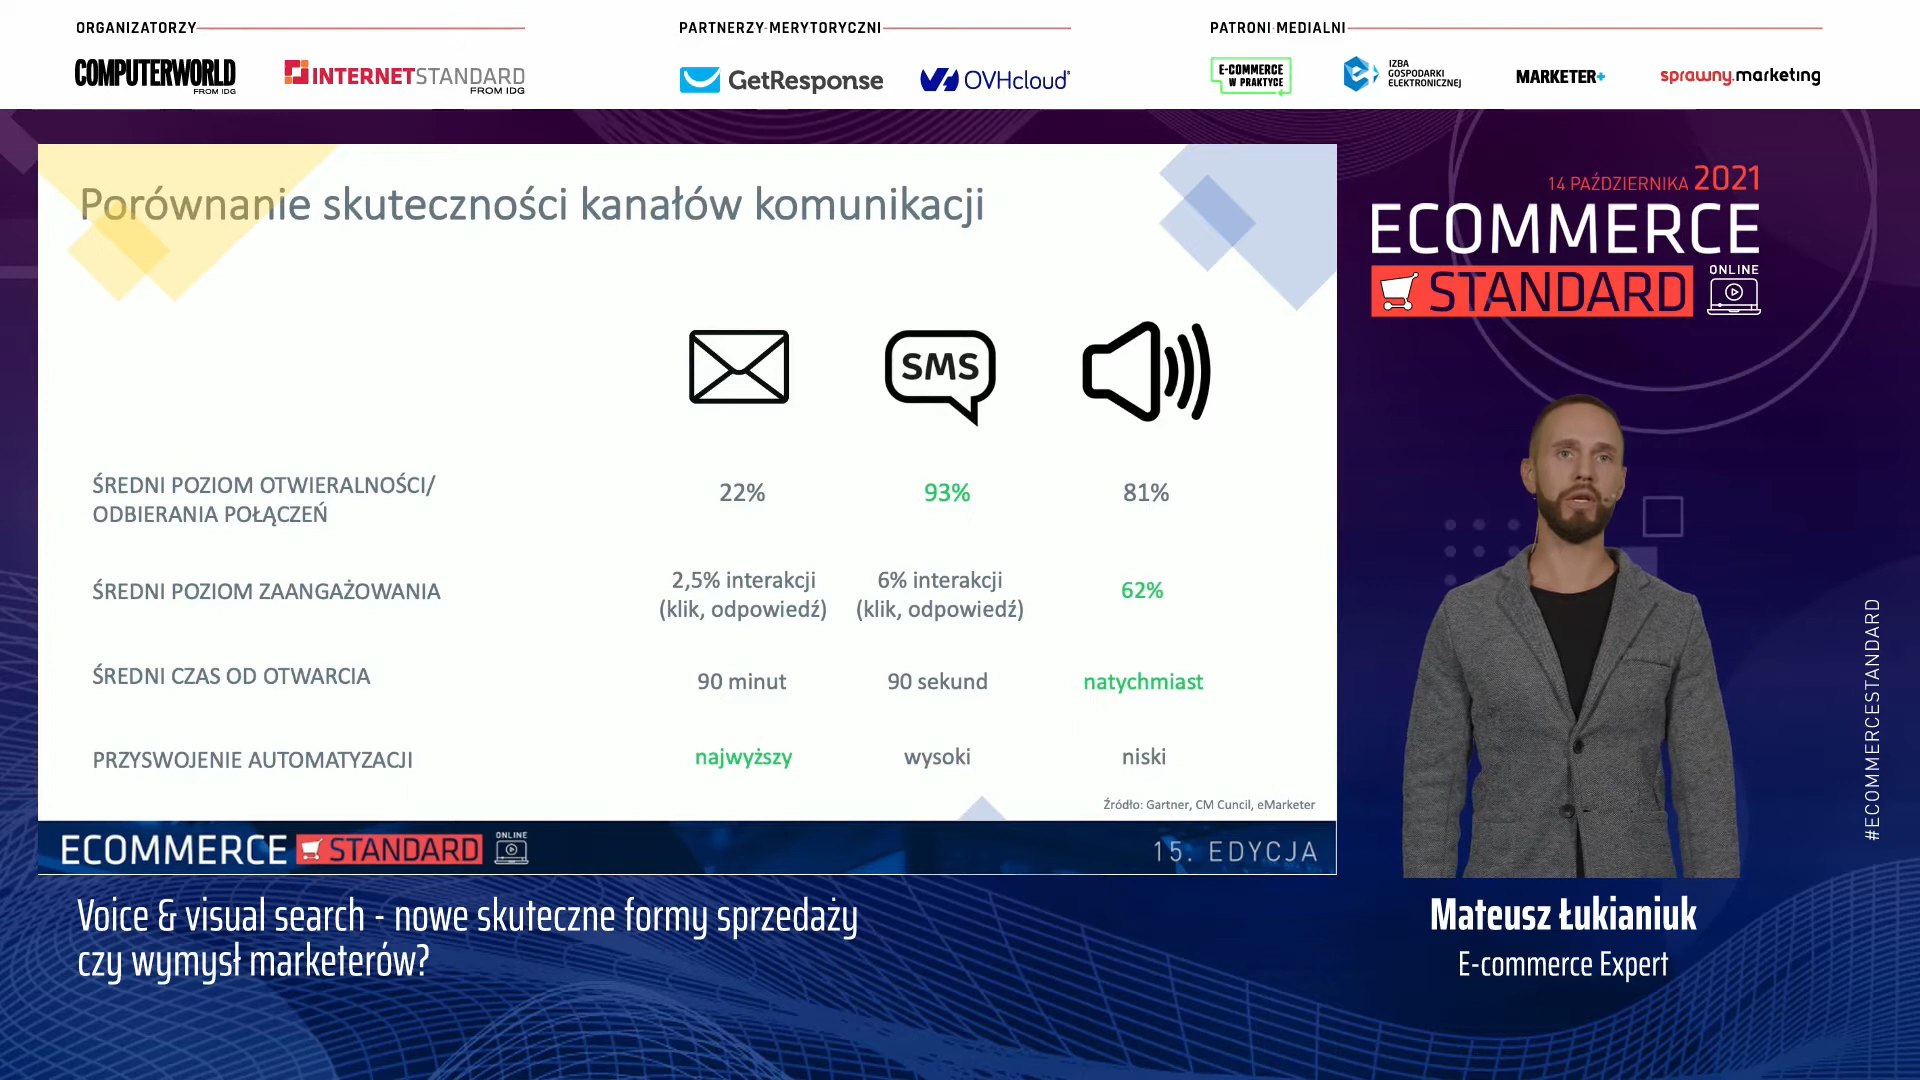 ORGANIZATORZY
COMPUTERWORLD
FROM IDG
INTERNETSTANDARD
FROM IDG
PARTNERZY MERYTORYCZNI
GetResponse
OVHcloud
PATRONI MEDIALNI
E-COMMERCE
W PRAKTYCE
IZBA
GOSPODARKI
ELEKTRONICZNEJ
MARKETER+
sprawny.marketing
Porównanie skuteczności kanałów komunikacji
SMS
ŚREDNI POZIOM OTWIERALNOŚCI/
ODBIERANIA POŁĄCZEŃ
22%
93%
81%
ŚREDNI POZIOM ZAANGAŻOWANIA
2,5% interakcji
(klik, odpowiedź)
6% interakcji
(klik, odpowiedź)
62%
ŚREDNI CZAS OD OTWARCIA
90 minut
90 sekund
natychmiast
PRZYSWOJENIE AUTOMATYZACJI
najwyższy
wysoki
niski
Źródło: Gartner, CM Cuncil, eMarketer
ECOMMERCE STANDARD ONLINE
15. EDYCJA
14 PAŹDZIERNIKA 2021
ECOMMERCE
STANDARD
ONLINE
#ECOMMERCESTANDARD
Voice & visual search - nowe skuteczne formy sprzedaży
czy wymysł marketerów?
Mateusz Łukianiuk
E-commerce Expert